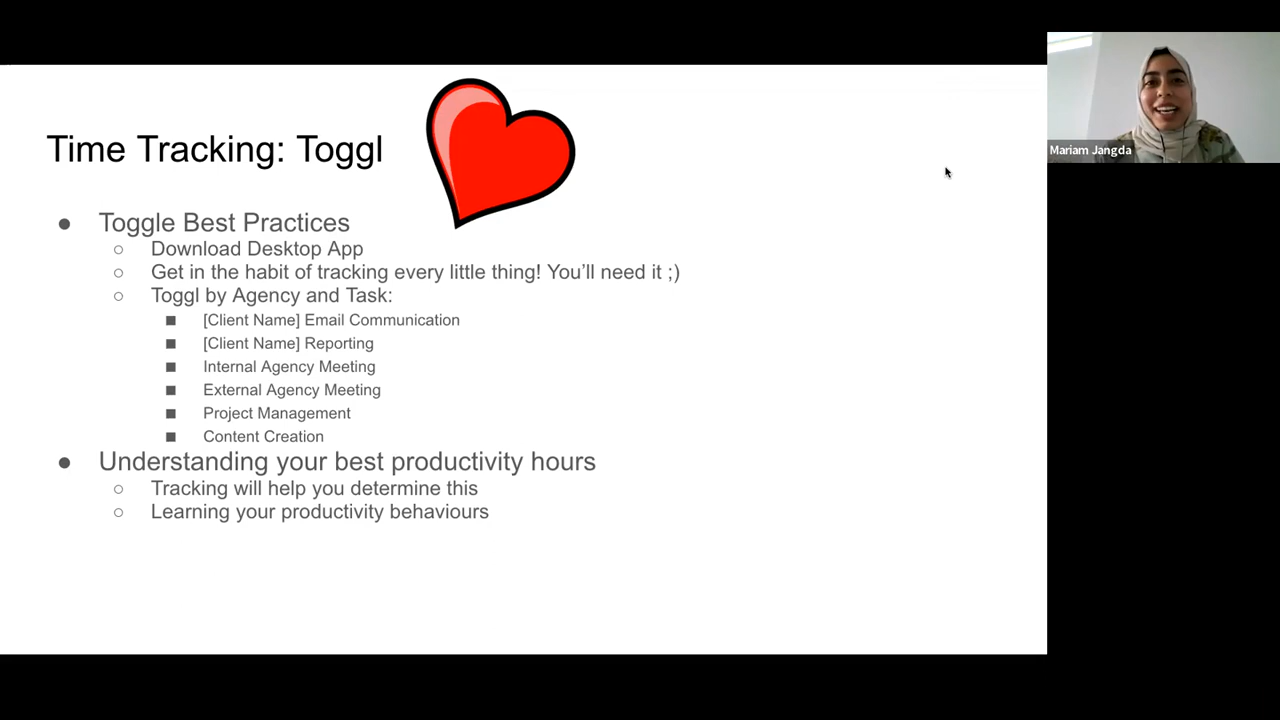 Time Tracking: Toggl
● Toggle Best Practices
○ Download Desktop App
○ Get in the habit of tracking every little thing! You’ll need it ;)
○ Toggl by Agency and Task:
■ [Client Name] Email Communication
■ [Client Name] Reporting
■ Internal Agency Meeting
■ External Agency Meeting
■ Project Management
■ Content Creation
● Understanding your best productivity hours
○ Tracking will help you determine this
○ Learning your productivity behaviours
Mariam Jangda